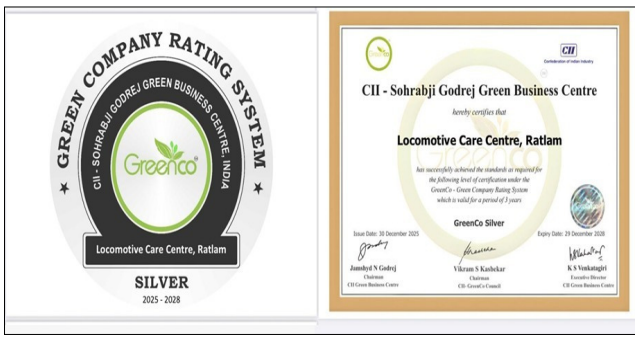 GREEN COMPANY RATING SYSTEM
CII - SOHRABJI GODREJ GREEN BUSINESS CENTRE, INDIA
Greenco
Locomotive Care Centre, Ratlam
SILVER
2025 - 2028
CII
Confederation of Indian Industry
CII - Sohrabji Godrej Green Business Centre
hereby certifies that
Locomotive Care Centre, Ratlam
has successfully achieved the standards as required for
the following level of certification under the
GreenCo - Green Company Rating System
which is valid for a period of 3 years
GreenCo Silver
Issue Date: 30 December 2025
Expiry Date: 29 December 2028
Jamshyd N Godrej
Chairman
CII Green Business Centre
Vikram S Kasbekar
Chairman
CII- GreenCo Council
K S Venkatagiri
Executive Director
CII Green Business Centre